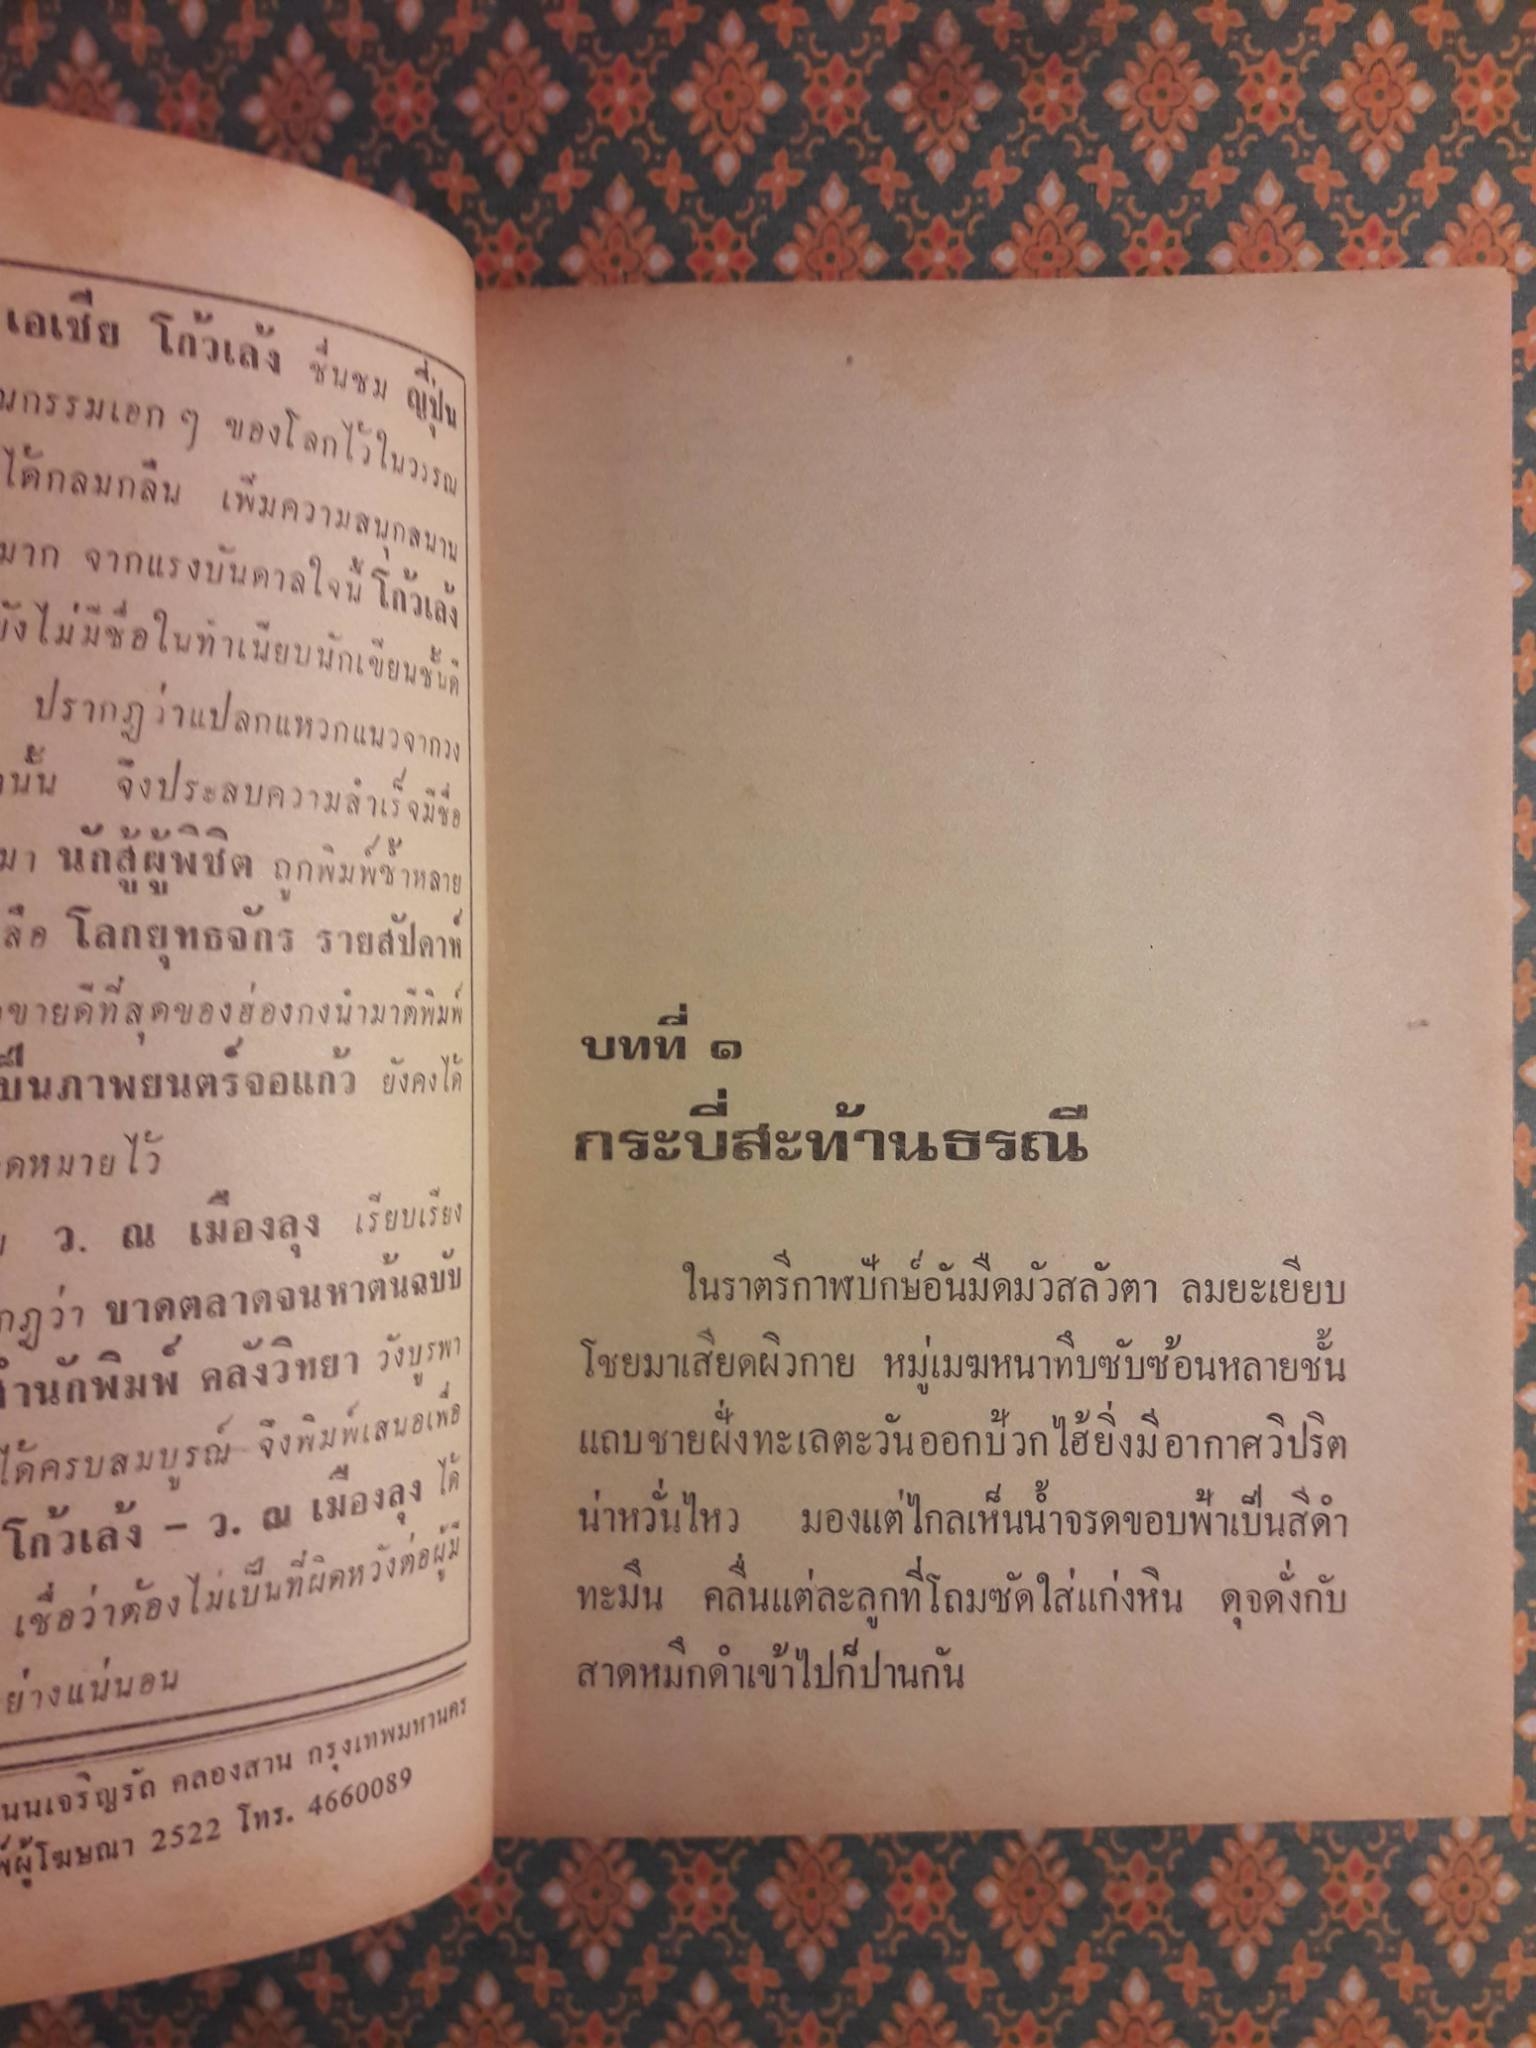 เอเชีย โก้วเล้ง ชื่นชม ญี่ปุ่น
นกรรมเอก ๆ ของโลกไว้ในวรรณ
ได้กลมกลืน เพิ่มความสนุกสนาน
มาก จากแรงบันดาลใจนี้ โก้วเล้ง
ยังไม่มีชื่อในทำเนียบนักเขียนชั้นดี
ปรากฏว่าแปลกแหวกแนวจากวง
นั้น จึงประสบความสำเร็จมีชื่อ
มา นักสู้ผู้พิชิต ถูกพิมพ์ซ้ำหลาย
สือ โลกยุทธจักร รายสัปดาห์
ขายดีที่สุดของฮ่องกงนำมาตีพิมพ์
เป็นภาพยนตร์จอแก้ว ยังคงได้
ดหมายไว้
ว. ณ เมืองลุง เรียบเรียง
กฏว่า ขาดตลาดจนหาต้นฉบับ
สำนักพิมพ์ คลังวิทยา วังบูรพา
ได้ครบสมบูรณ์ จึงพิมพ์เสนอเพื่อ
โก้วเล้ง – ว. ณ เมืองลุง ได้
เชื่อว่าต้องไม่เป็นที่ผิดหวังต่อผู้มี
ย่างแน่นอน
นนเจริญรัถ คลองสาน กรุงเทพมหานคร
พ์ผู้โฆษณา 2522 โทร. 4660089
บทที่ ๑
กระบี่สะท้านธรณี
ในราตรีกาฬปักษ์อันมืดมัวสลัวตา ลมยะเยียบ
โชยมาเสียดผิวกาย หมู่เมฆหนาทึบซับซ้อนหลายชั้น
แถบชายฝั่งทะเลตะวันออกบ้วกไฮ้ยิ่งมีอากาศวิปริต
น่าหวั่นไหว มองแต่ไกลเห็นน้ำจรดขอบฟ้าเป็นสีดำ
ทะมึน คลื่นแต่ละลูกที่โถมซัดใส่แก่งหิน ดุจดั่งกับ
สาดหมึกดำเข้าไปก็ปานกัน